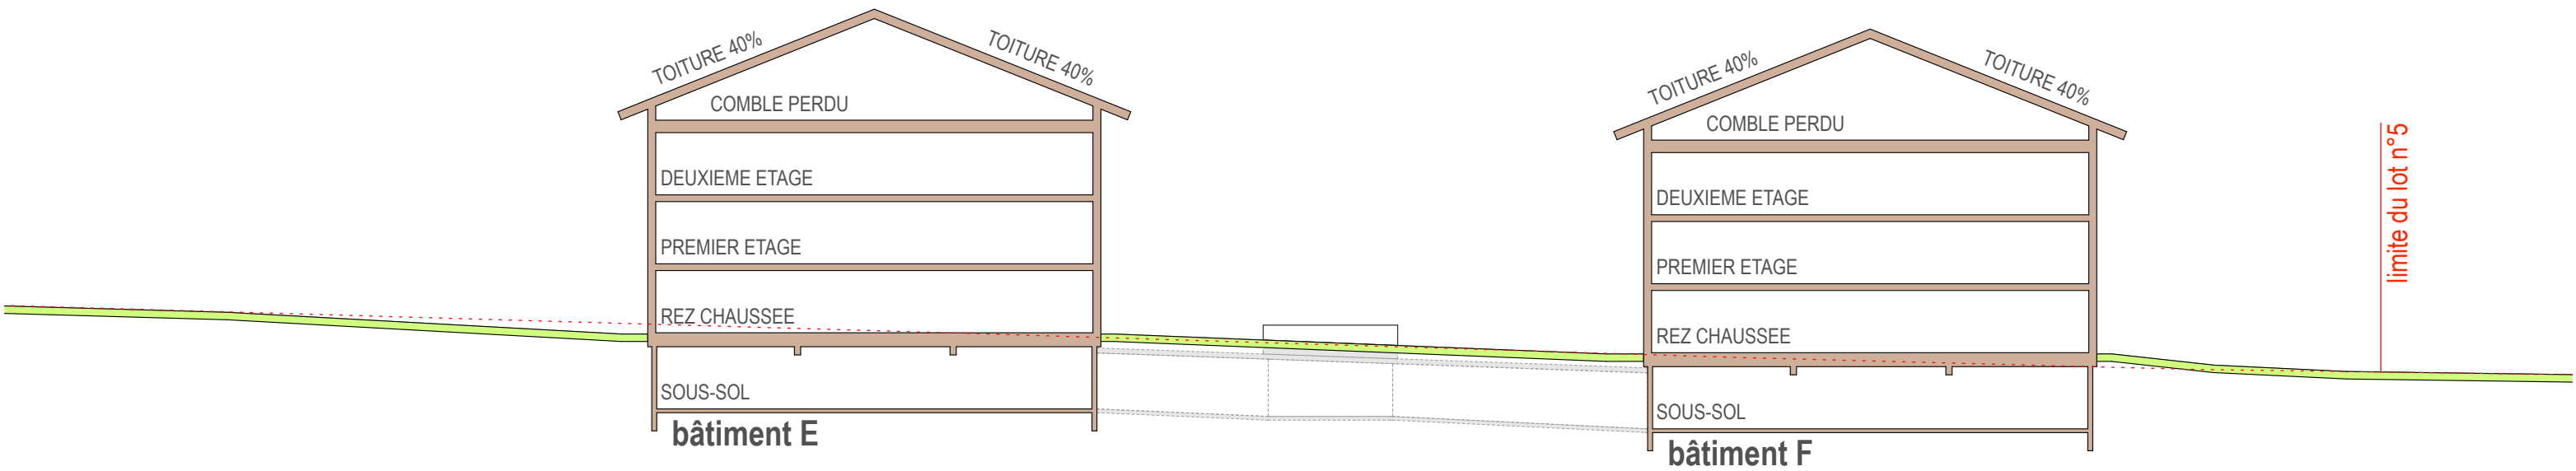 TOITURE 40%
TOITURE 40%
COMBLE PERDU
DEUXIEME ETAGE
PREMIER ETAGE
REZ CHAUSSEE
SOUS-SOL
bâtiment E
TOITURE 40%
TOITURE 40%
COMBLE PERDU
DEUXIEME ETAGE
PREMIER ETAGE
REZ CHAUSSEE
SOUS-SOL
bâtiment F
limite du lot n°5